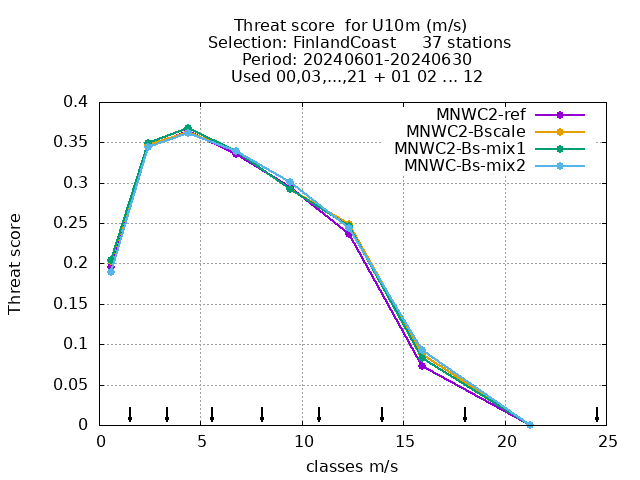 Threat score for U10m (m/s)
Selection: FinlandCoast 37 stations
Period: 20240601-20240630
Used 00,03,...,21 + 01 02 ... 12
MNWC2-ref
MNWC2-Bscale
MNWC2-Bs-mix1
MNWC-Bs-mix2
0.4
0.35
0.3
0.25
0.2
0.15
0.1
0.05
0
Threat score
0 5 10 15 20 25
classes m/s